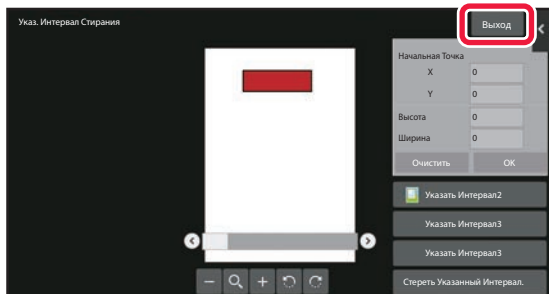 Указ. Интервал Стирания
Выход
Начальная Точка
X 0
Y 0
Высота 0
Ширина 0
Очистить OK
Указать Интервал2
Указать Интервал3
Указать Интервал3
Стереть Указанный Интервал.